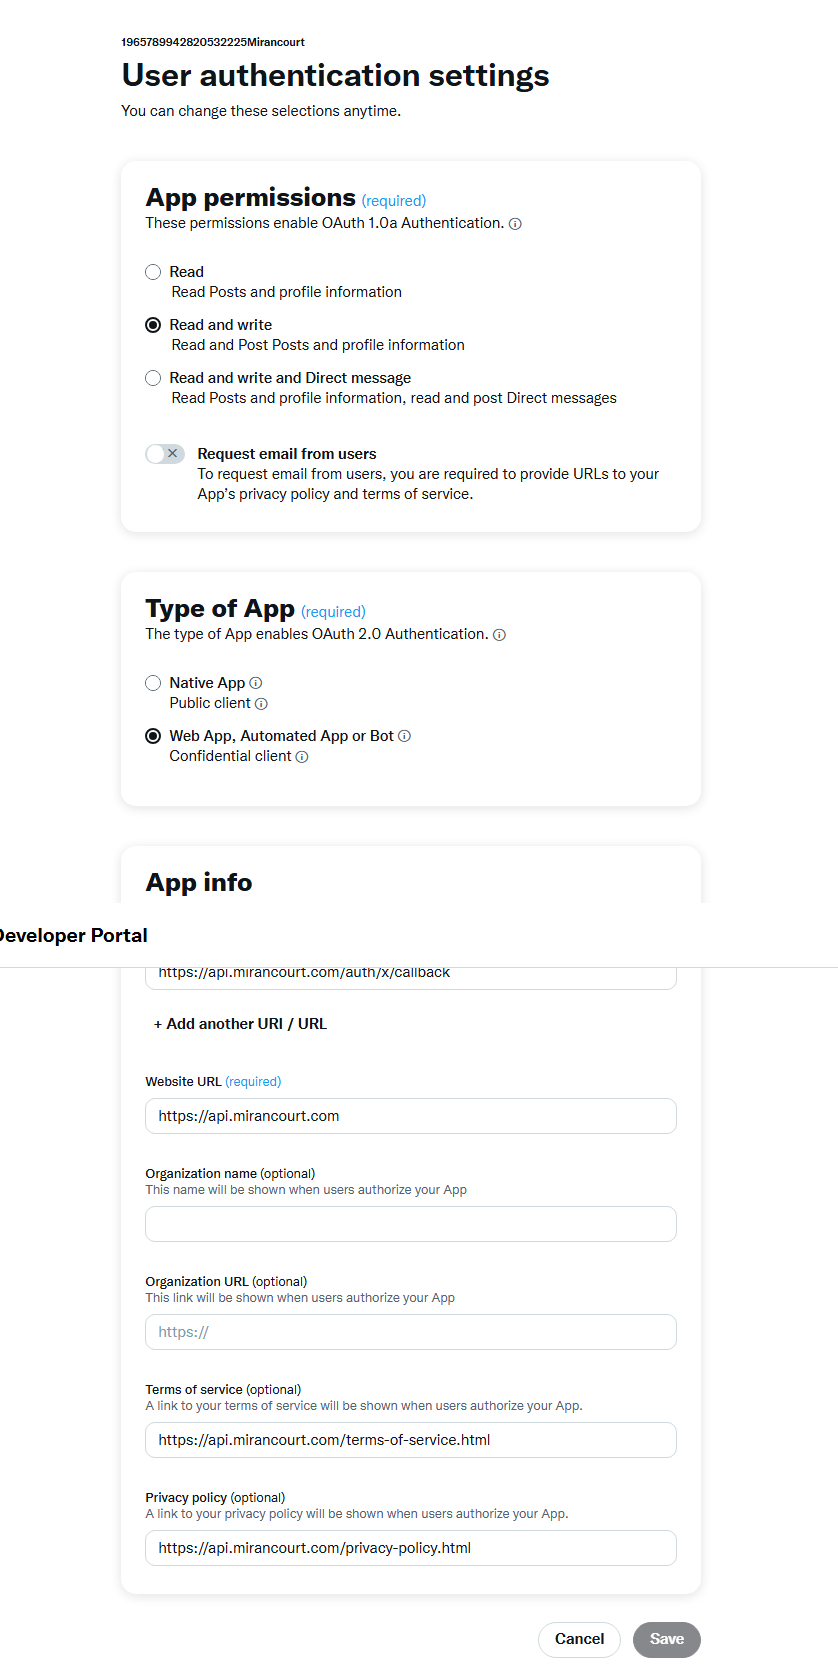 1965789942820532225Mirancourt
User authentication settings
You can change these selections anytime.
App permissions (required)
These permissions enable OAuth 1.0a Authentication.
Read
Read Posts and profile information
Read and write
Read and Post Posts and profile information
Read and write and Direct message
Read Posts and profile information, read and post Direct messages
Request email from users
To request email from users, you are required to provide URLs to your
App’s privacy policy and terms of service.
Type of App (required)
The type of App enables OAuth 2.0 Authentication.
Native App
Public client
Web App, Automated App or Bot
Confidential client
App info
Developer Portal
https://api.mirancourt.com/auth/x/callback
+ Add another URI / URL
Website URL (required)
https://api.mirancourt.com
Organization name (optional)
This name will be shown when users authorize your App
Organization URL (optional)
This link will be shown when users authorize your App
https://
Terms of service (optional)
A link to your terms of service will be shown when users authorize your App.
https://api.mirancourt.com/terms-of-service.html
Privacy policy (optional)
A link to your privacy policy will be shown when users authorize your App.
https://api.mirancourt.com/privacy-policy.html
Cancel
Save